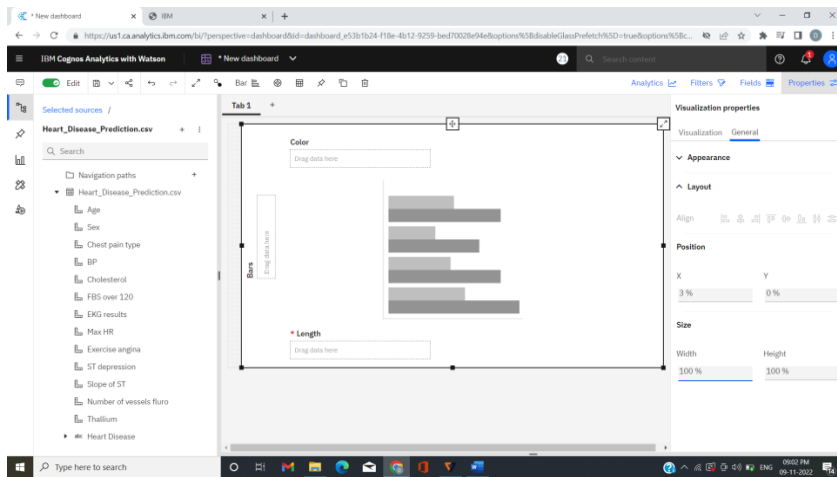 * New dashboard
IBM
us1.ca.analytics.ibm.com/bi/?perspective=dashboard&id=dashboard_e53b1b24-f18e-4b12-9259-bed70028e94e&options%5BdisableGlassPrefetch%5D=true&options%5Bc...
IBM Cognos Analytics with Watson
* New dashboard
23
Search content
Edit
Bar
Analytics
Filters
Fields
Properties
Selected sources /
Heart_Disease_Prediction.csv
Search
Navigation paths
Heart_Disease_Prediction.csv
Age
Sex
Chest pain type
BP
Cholesterol
FBS over 120
EKG results
Max HR
Exercise angina
ST depression
Slope of ST
Number of vessels fluro
Thallium
abc Heart Disease
Tab 1 +
Color
Drag data here
Bars
Drag data here
* Length
Drag data here
Visualization properties
Visualization General
Appearance
Layout
Align
Position
X Y
3 % 0 %
Size
Width Height
100 % 100 %
Type here to search
ENG
09:02 PM
09-11-2022